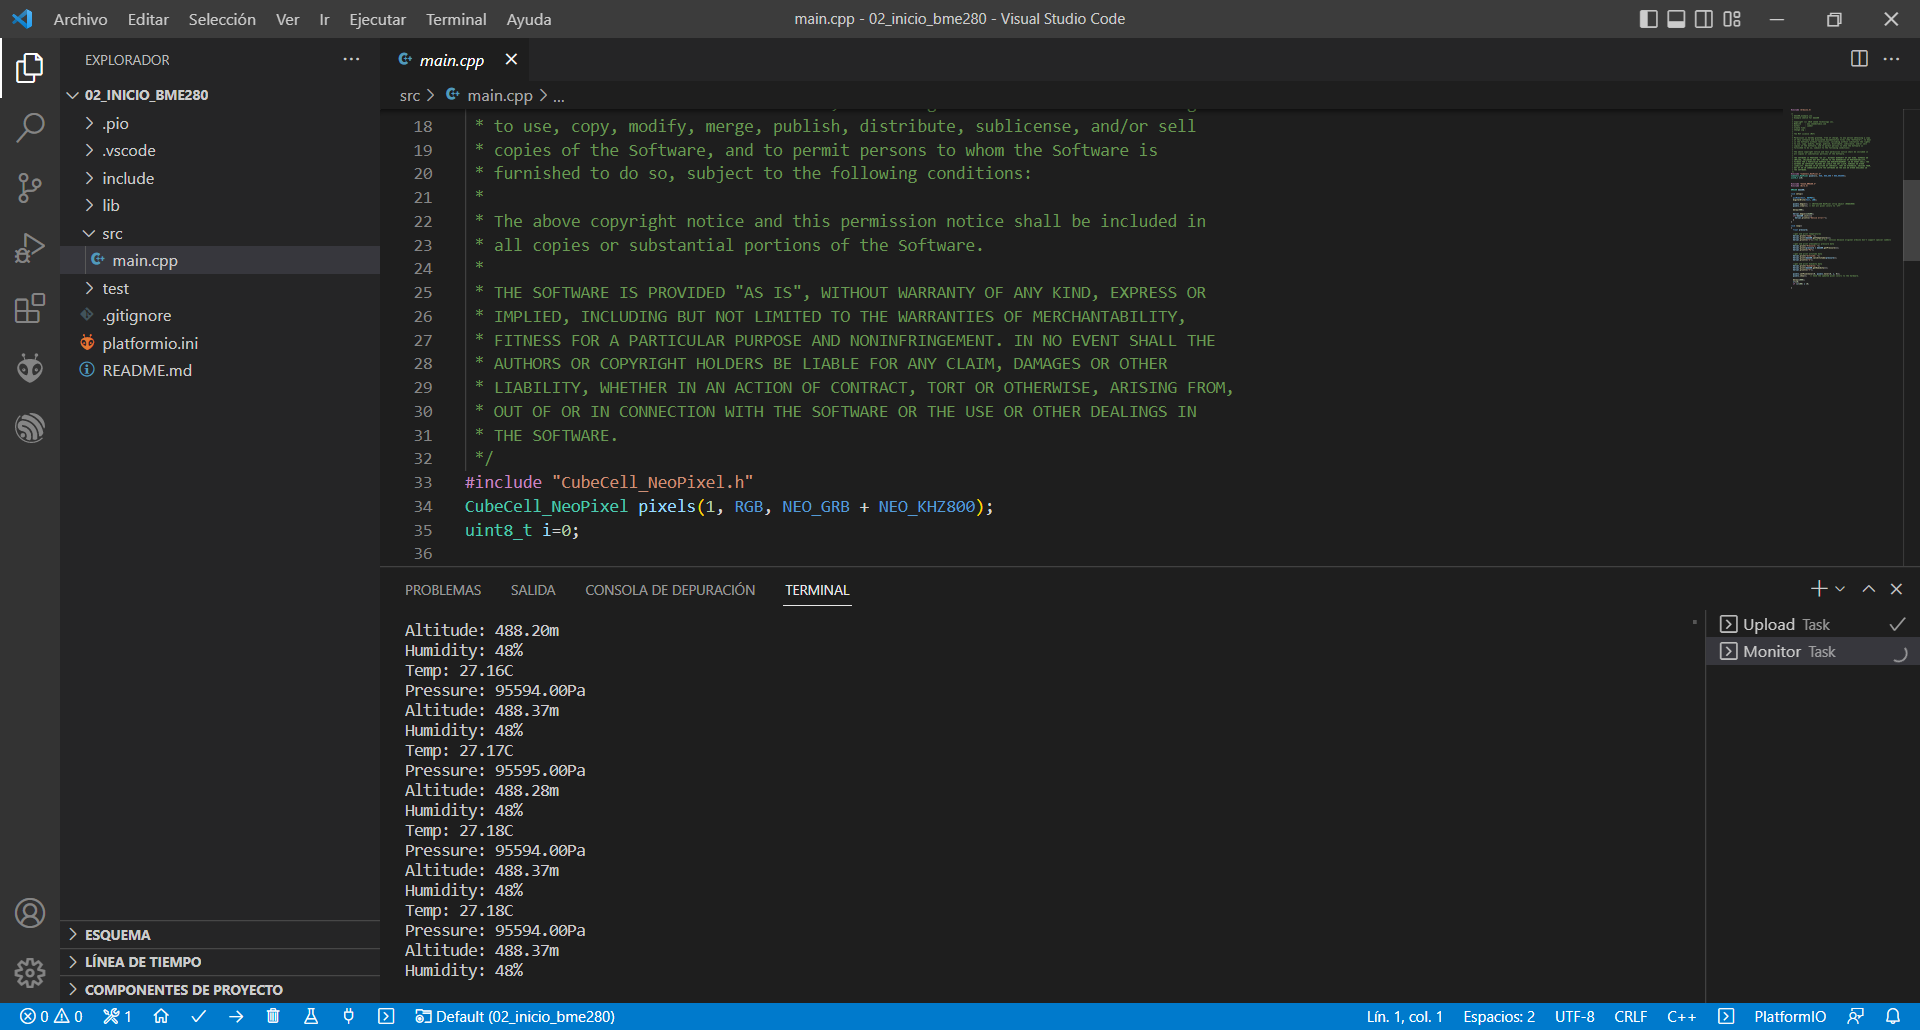 Archivo Editar Selección Ver Ir Ejecutar Terminal Ayuda
main.cpp - 02_inicio_bme280 - Visual Studio Code
EXPLORADOR
02_INICIO_BME280
.pio
.vscode
include
lib
src
main.cpp
test
.gitignore
platformio.ini
README.md
ESQUEMA
LÍNEA DE TIEMPO
COMPONENTES DE PROYECTO
main.cpp
src > main.cpp > ...
18 * to use, copy, modify, merge, publish, distribute, sublicense, and/or sell
19 * copies of the Software, and to permit persons to whom the Software is
20 * furnished to do so, subject to the following conditions:
21 *
22 * The above copyright notice and this permission notice shall be included in
23 * all copies or substantial portions of the Software.
24 *
25 * THE SOFTWARE IS PROVIDED "AS IS", WITHOUT WARRANTY OF ANY KIND, EXPRESS OR
26 * IMPLIED, INCLUDING BUT NOT LIMITED TO THE WARRANTIES OF MERCHANTABILITY,
27 * FITNESS FOR A PARTICULAR PURPOSE AND NONINFRINGEMENT. IN NO EVENT SHALL THE
28 * AUTHORS OR COPYRIGHT HOLDERS BE LIABLE FOR ANY CLAIM, DAMAGES OR OTHER
29 * LIABILITY, WHETHER IN AN ACTION OF CONTRACT, TORT OR OTHERWISE, ARISING FROM,
30 * OUT OF OR IN CONNECTION WITH THE SOFTWARE OR THE USE OR OTHER DEALINGS IN
31 * THE SOFTWARE.
32 */
33 #include "CubeCell_NeoPixel.h"
34 CubeCell_NeoPixel pixels(1, RGB, NEO_GRB + NEO_KHZ800);
35 uint8_t i=0;
36
PROBLEMAS SALIDA CONSOLA DE DEPURACIÓN TERMINAL
Altitude: 488.20m
Humidity: 48%
Temp: 27.16C
Pressure: 95594.00Pa
Altitude: 488.37m
Humidity: 48%
Temp: 27.17C
Pressure: 95595.00Pa
Altitude: 488.28m
Humidity: 48%
Temp: 27.18C
Pressure: 95594.00Pa
Altitude: 488.37m
Humidity: 48%
Temp: 27.18C
Pressure: 95594.00Pa
Altitude: 488.37m
Humidity: 48%
Upload Task
Monitor Task
0 0 1 Default (02_inicio_bme280) Lín. 1, col. 1 Espacios: 2 UTF-8 CRLF C++ PlatformIO